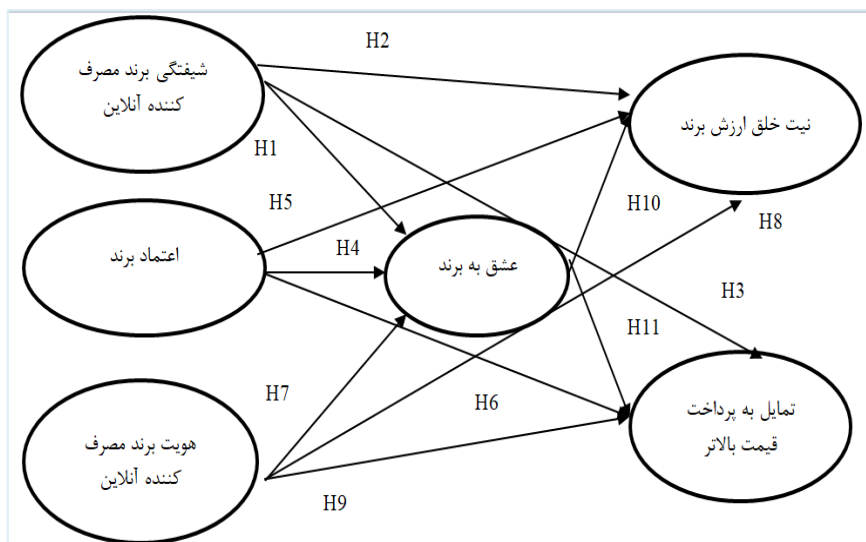 شیفتگی برند مصرف
کننده آنلاین
H2
نیت خلق ارزش برند
H1
H5
H10
H8
اعتماد برند
H4
عشق به برند
H3
H11
H7
H6
تمایل به پرداخت
قیمت بالاتر
هویت برند مصرف
کننده آنلاین
H9